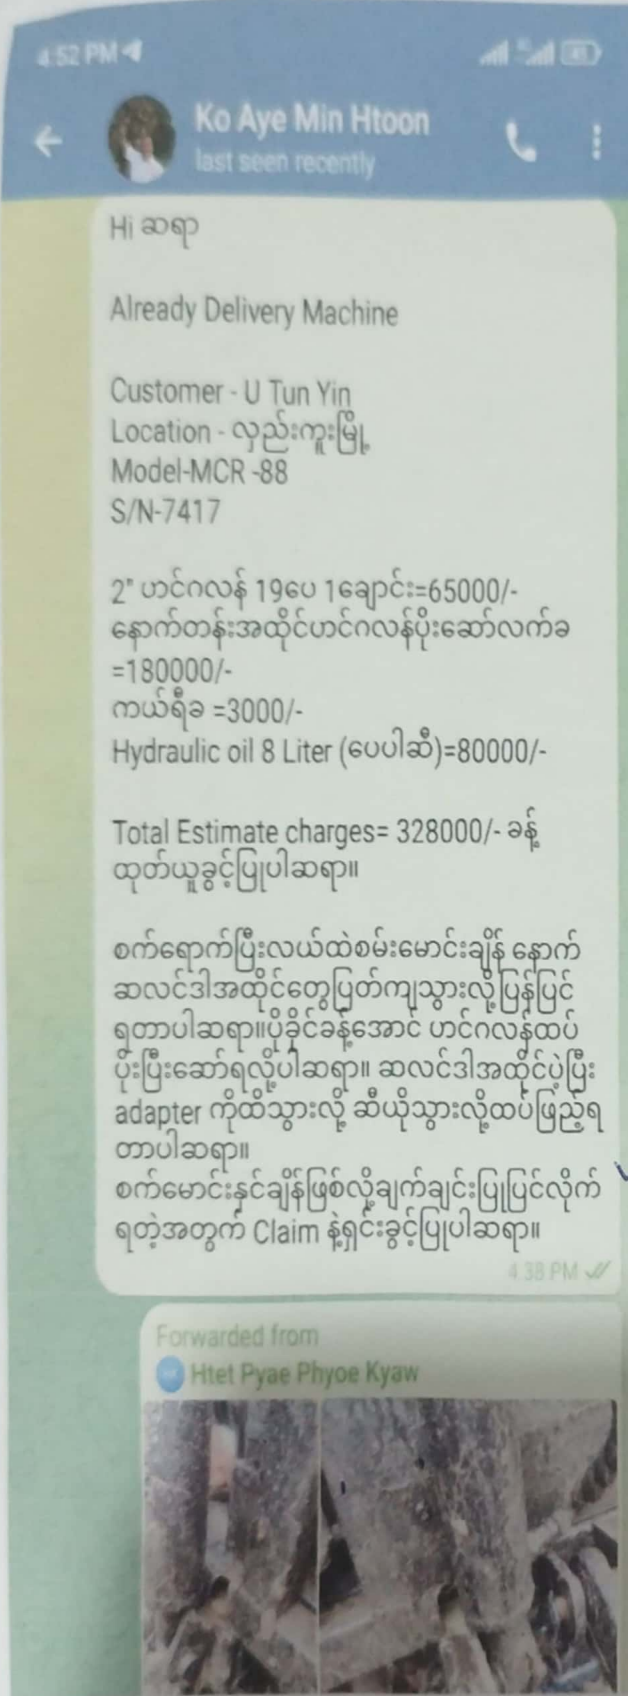 4:52 PM
Ko Aye Min Htoon
last seen recently
Hi ဆရာ
Already Delivery Machine
Customer - U Tun Yin
Location - လှည်းကူးမြို့
Model-MCR -88
S/N-7417
2" ဟင်ဂလန် 19ပေ 1ချောင်း=65000/-
နောက်တန်းအထိုင်ဟင်ဂလန်ပိုးဆော်လက်ခ
=180000/-
ကယ်ရီခ =3000/-
Hydraulic oil 8 Liter (ပေပါဆီ)=80000/-
Total Estimate charges= 328000/- ခန့်
ထုတ်ယူခွင့်ပြုပါဆရာ။
စက်ရောက်ပြီးလယ်ထဲစမ်းမောင်းချိန် နောက်
ဆလင်ဒါအထိုင်တွေပြတ်ကျသွားလို့ပြန်ပြင်
ရတာပါဆရာ။ပိုခိုင်ခန့်အောင် ဟင်ဂလန်ထပ်
ပိုးပြီးဆော်ရလို့ပါဆရာ။ ဆလင်ဒါအထိုင်ပဲ့ပြီး
adapter ကိုထိသွားလို့ ဆီယိုသွားလို့ထပ်ဖြည့်ရ
တာပါဆရာ။
စက်မောင်းနှင်ချိန်ဖြစ်လို့ချက်ချင်းပြုပြင်လိုက်
ရတဲ့အတွက် Claim နဲ့ရှင်းခွင့်ပြုပါဆရာ။
4:38 PM
Forwarded from
Htet Pyae Phyoe Kyaw